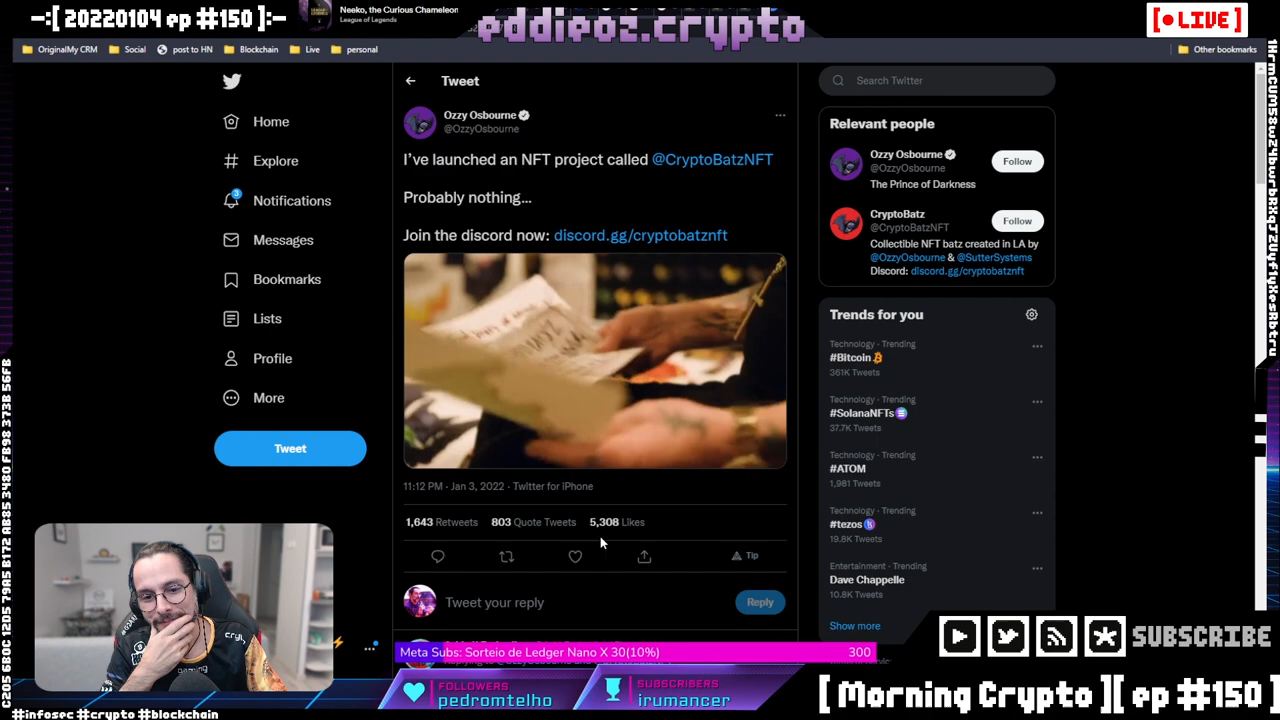 -:[ 20220104 ep #150 ]:-
Neeko, the Curious Chameleon
League of Legends
eddieoz.crypto
[● LIVE ]
OriginalMy CRM
Social
post to HN
Blockchain
Live
personal
Other bookmarks
Home
Explore
3
Notifications
Messages
Bookmarks
Lists
Profile
More
Tweet
Tweet
Ozzy Osbourne
@OzzyOsbourne
I've launched an NFT project called @CryptoBatzNFT
Probably nothing...
Join the discord now: discord.gg/cryptobatznft
11:12 PM · Jan 3, 2022 · Twitter for iPhone
1,643 Retweets 803 Quote Tweets 5,308 Likes
Tip
Tweet your reply
Reply
Search Twitter
Relevant people
Ozzy Osbourne
@OzzyOsbourne
Follow
The Prince of Darkness
CryptoBatz
@CryptoBatzNFT
Follow
Collectible NFT batz created in LA by
@OzzyOsbourne & @SutterSystems
Discord: discord.gg/cryptobatznft
Trends for you
Technology · Trending
#Bitcoin
361K Tweets
Technology · Trending
#SolanaNFTs
37.7K Tweets
Technology · Trending
#ATOM
1,981 Tweets
Technology · Trending
#tezos
19.8K Tweets
Entertainment · Trending
Dave Chappelle
10.8K Tweets
Show more
SUBSCRIBE
Meta Subs: Sorteio de Ledger Nano X 30(10%) 300
FOLLOWERS
pedromtelho
SUBSCRIBERS
irumancer
[ Morning Crypto ][ ep #150 ]
#infosec #crypto #blockchain